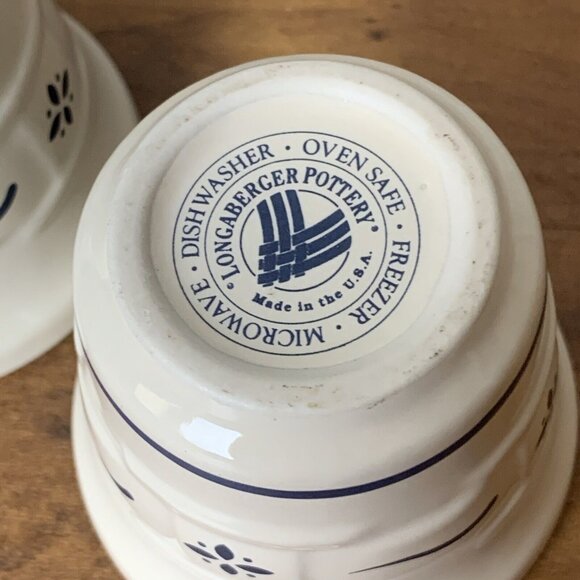 MICROWAVE · DISHWASHER · OVEN SAFE · FREEZER ·
® LONGABERGER POTTERY®
Made in the U.S.A.